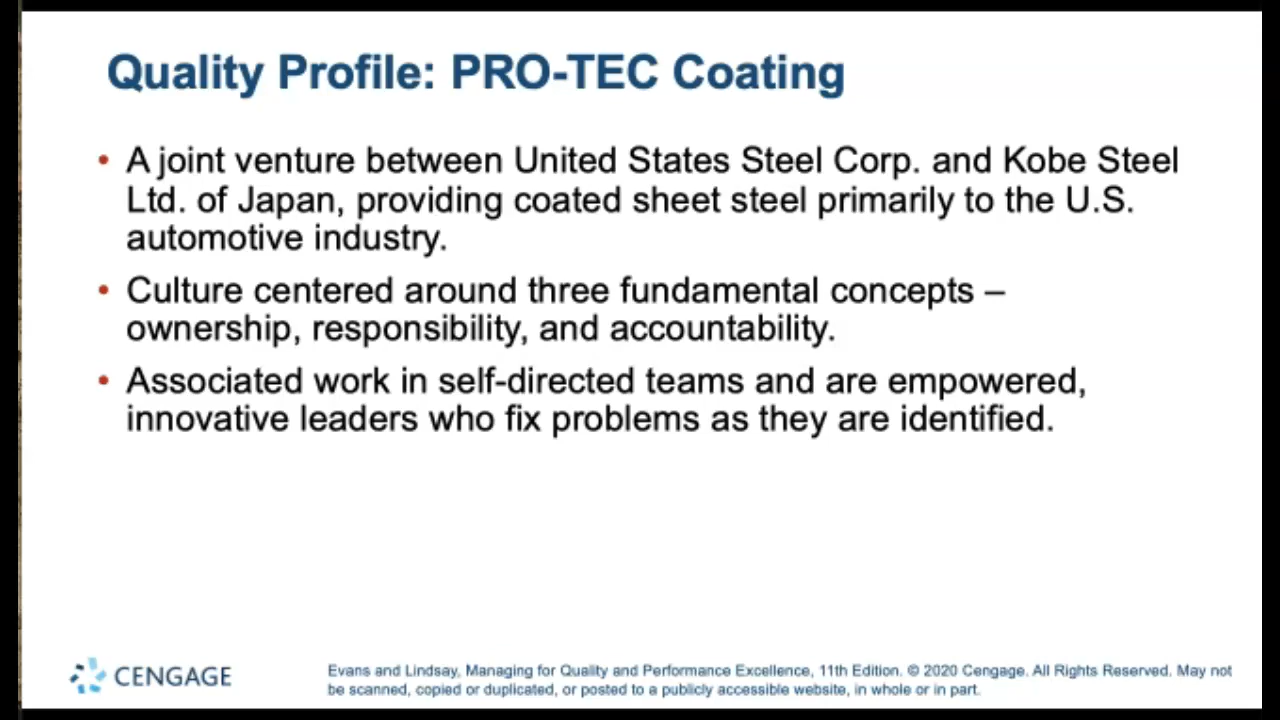 Quality Profile: PRO-TEC Coating
• A joint venture between United States Steel Corp. and Kobe Steel
Ltd. of Japan, providing coated sheet steel primarily to the U.S.
automotive industry.
• Culture centered around three fundamental concepts –
ownership, responsibility, and accountability.
• Associated work in self-directed teams and are empowered,
innovative leaders who fix problems as they are identified.
CENGAGE
Evans and Lindsay, Managing for Quality and Performance Excellence, 11th Edition. © 2020 Cengage. All Rights Reserved. May not
be scanned, copied or duplicated, or posted to a publicly accessible website, in whole or in part.